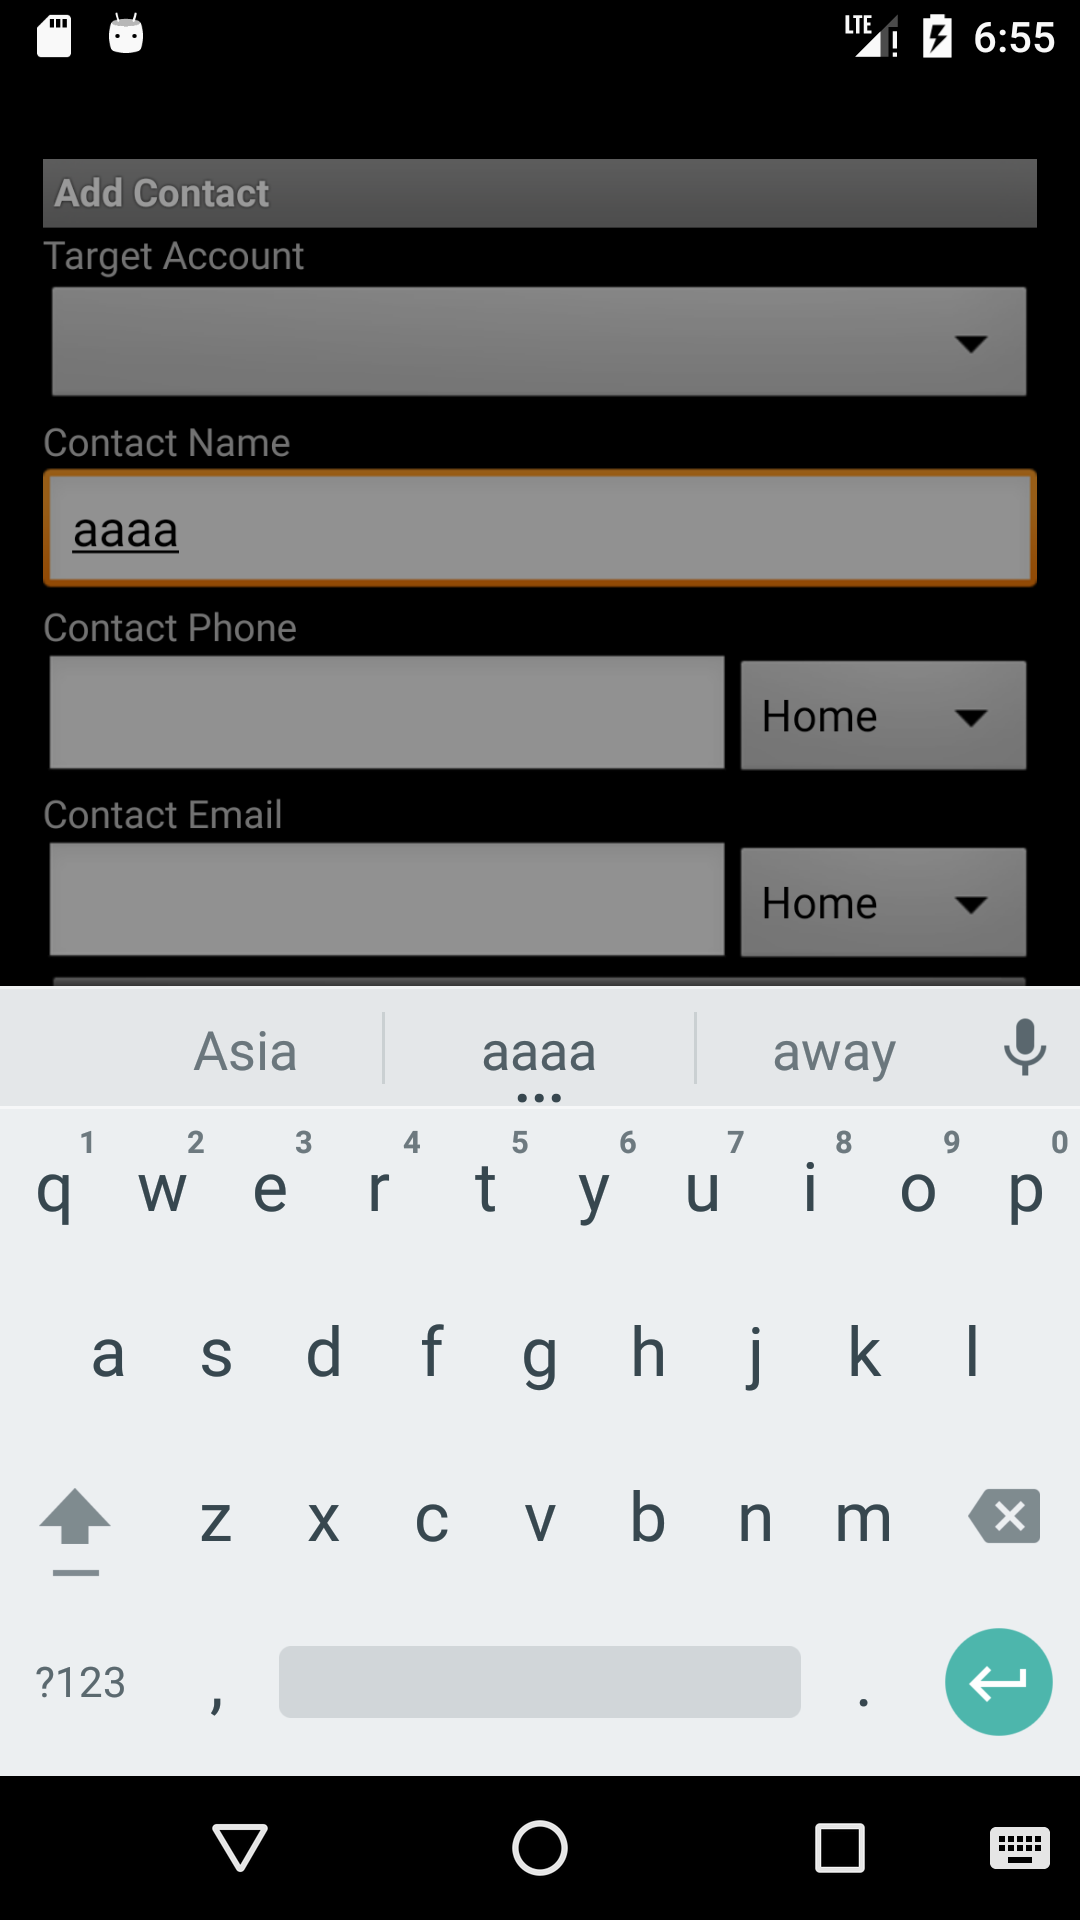 LTE ! 6:55
Add Contact
Target Account
Contact Name
aaaa
Contact Phone
Home
Contact Email
Home
Asia aaaa away
1 2 3 4 5 6 7 8 9 0
q w e r t y u i o p
a s d f g h j k l
z x c v b n m
?123 , .